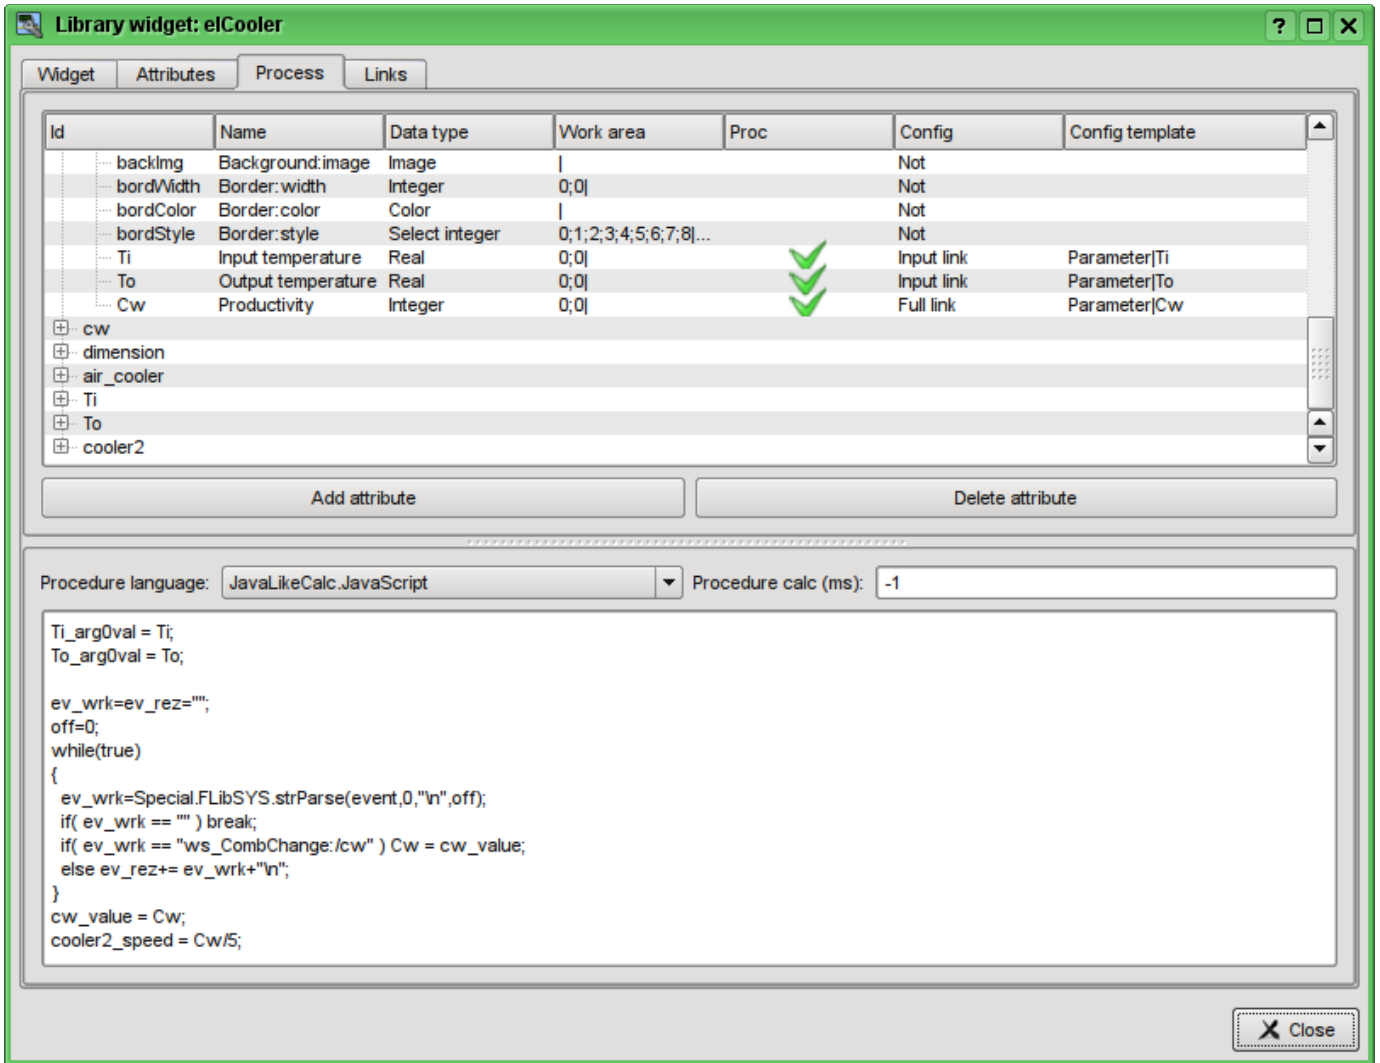 Library widget: elCooler
Widget Attributes Process Links
Id Name Data type Work area Proc Config Config template
backImg Background:image Image | Not
bordWidth Border:width Integer 0;0| Not
bordColor Border:color Color | Not
bordStyle Border:style Select integer 0;1;2;3;4;5;6;7;8|... Not
Ti Input temperature Real 0;0| Input link Parameter|Ti
To Output temperature Real 0;0| Input link Parameter|To
Cw Productivity Integer 0;0| Full link Parameter|Cw
cw
dimension
air_cooler
Ti
To
cooler2
Add attribute Delete attribute
Procedure language: JavaLikeCalc.JavaScript Procedure calc (ms): -1
Ti_arg0val = Ti;
To_arg0val = To;
ev_wrk=ev_rez="";
off=0;
while(true)
{
ev_wrk=Special.FLibSYS.strParse(event,0,"\n",off);
if( ev_wrk == "" ) break;
if( ev_wrk == "ws_CombChange:/cw" ) Cw = cw_value;
else ev_rez+= ev_wrk+"\n";
}
cw_value = Cw;
cooler2_speed = Cw/5;
Close